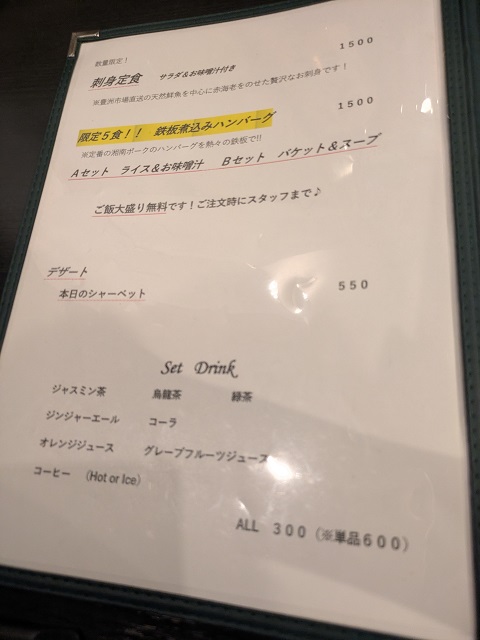 数量限定！
刺身定食 サラダ&お味噌汁付き 1500
※豊洲市場直送の天然鮮魚を中心に赤海老をのせた贅沢なお刺身です！
限定５食！！ 鉄板煮込みハンバーグ 1500
※定番の湘南ポークのハンバーグを熱々の鉄板で!!
Aセット ライス&お味噌汁 Bセット バケット&スープ
ご飯大盛り無料です！ご注文時にスタッフまで♪
デザート
本日のシャーベット 550
Set Drink
ジャスミン茶 烏龍茶 緑茶
ジンジャーエール コーラ
オレンジジュース グレープフルーツジュース
コーヒー (Hot or Ice)
ALL 300 (※単品600)